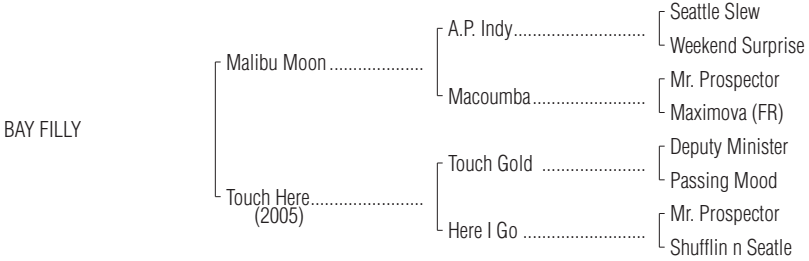 Seattle Slew
A.P. Indy..............................
Weekend Surprise
Malibu Moon .....................
Mr. Prospector
Macoumba..........................
Maximova (FR)
BAY FILLY
Deputy Minister
Touch Gold ........................
Passing Mood
Touch Here.........................
(2005)
Mr. Prospector
Here I Go ............................
Shufflin n Seatle